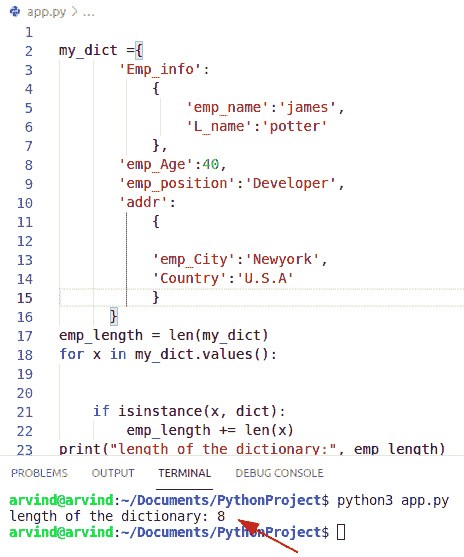 app.py > ...
1
2 my_dict ={
3 'Emp_info':
4 {
5 'emp_name':'james',
6 'L_name':'potter'
7 },
8 'emp_Age':40,
9 'emp_position':'Developer',
10 'addr':
11 {
12
13 'emp_City':'Newyork',
14 'Country':'U.S.A'
15 }
16 }
17 emp_length = len(my_dict)
18 for x in my_dict.values():
19
20
21 if isinstance(x, dict):
22 emp_length += len(x)
23 print("length of the dictionary:", emp_length)
PROBLEMS OUTPUT TERMINAL DEBUG CONSOLE
arvind@arvind:~/Documents/PythonProject$ python3 app.py
length of the dictionary: 8
arvind@arvind:~/Documents/PythonProject$